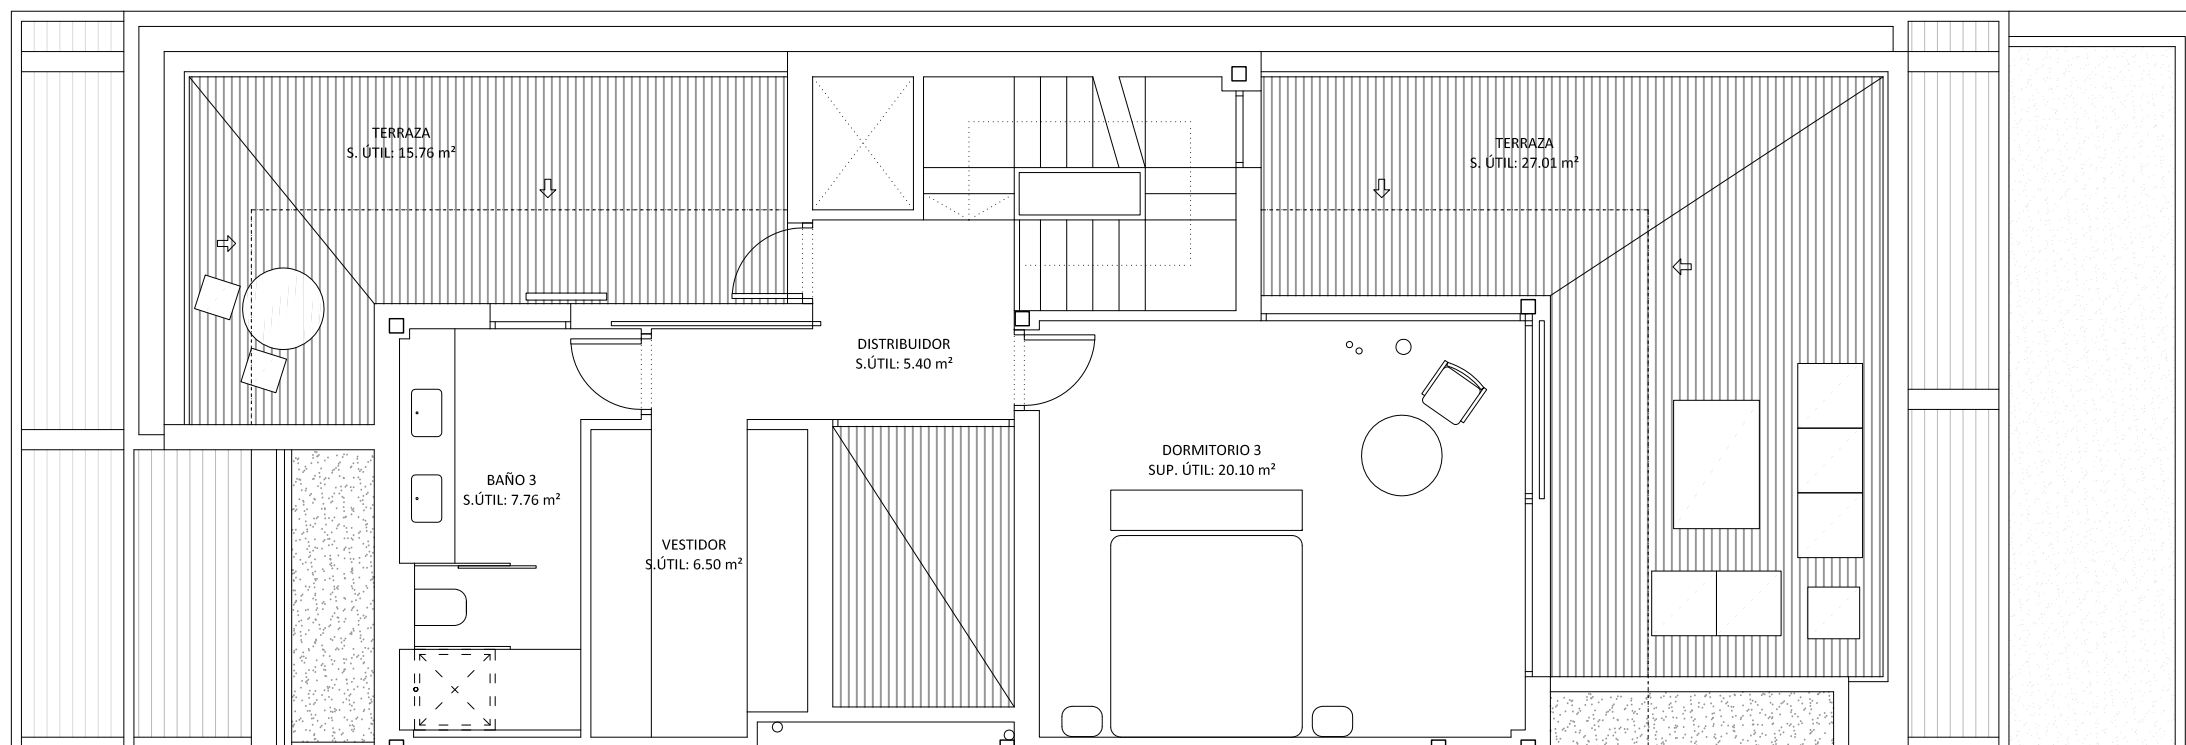 TERRAZA
S. ÚTIL: 15.76 m²
TERRAZA
S. ÚTIL: 27.01 m²
DISTRIBUIDOR
S.ÚTIL: 5.40 m²
DORMITORIO 3
SUP. ÚTIL: 20.10 m²
BAÑO 3
S.ÚTIL: 7.76 m²
VESTIDOR
S.ÚTIL: 6.50 m²